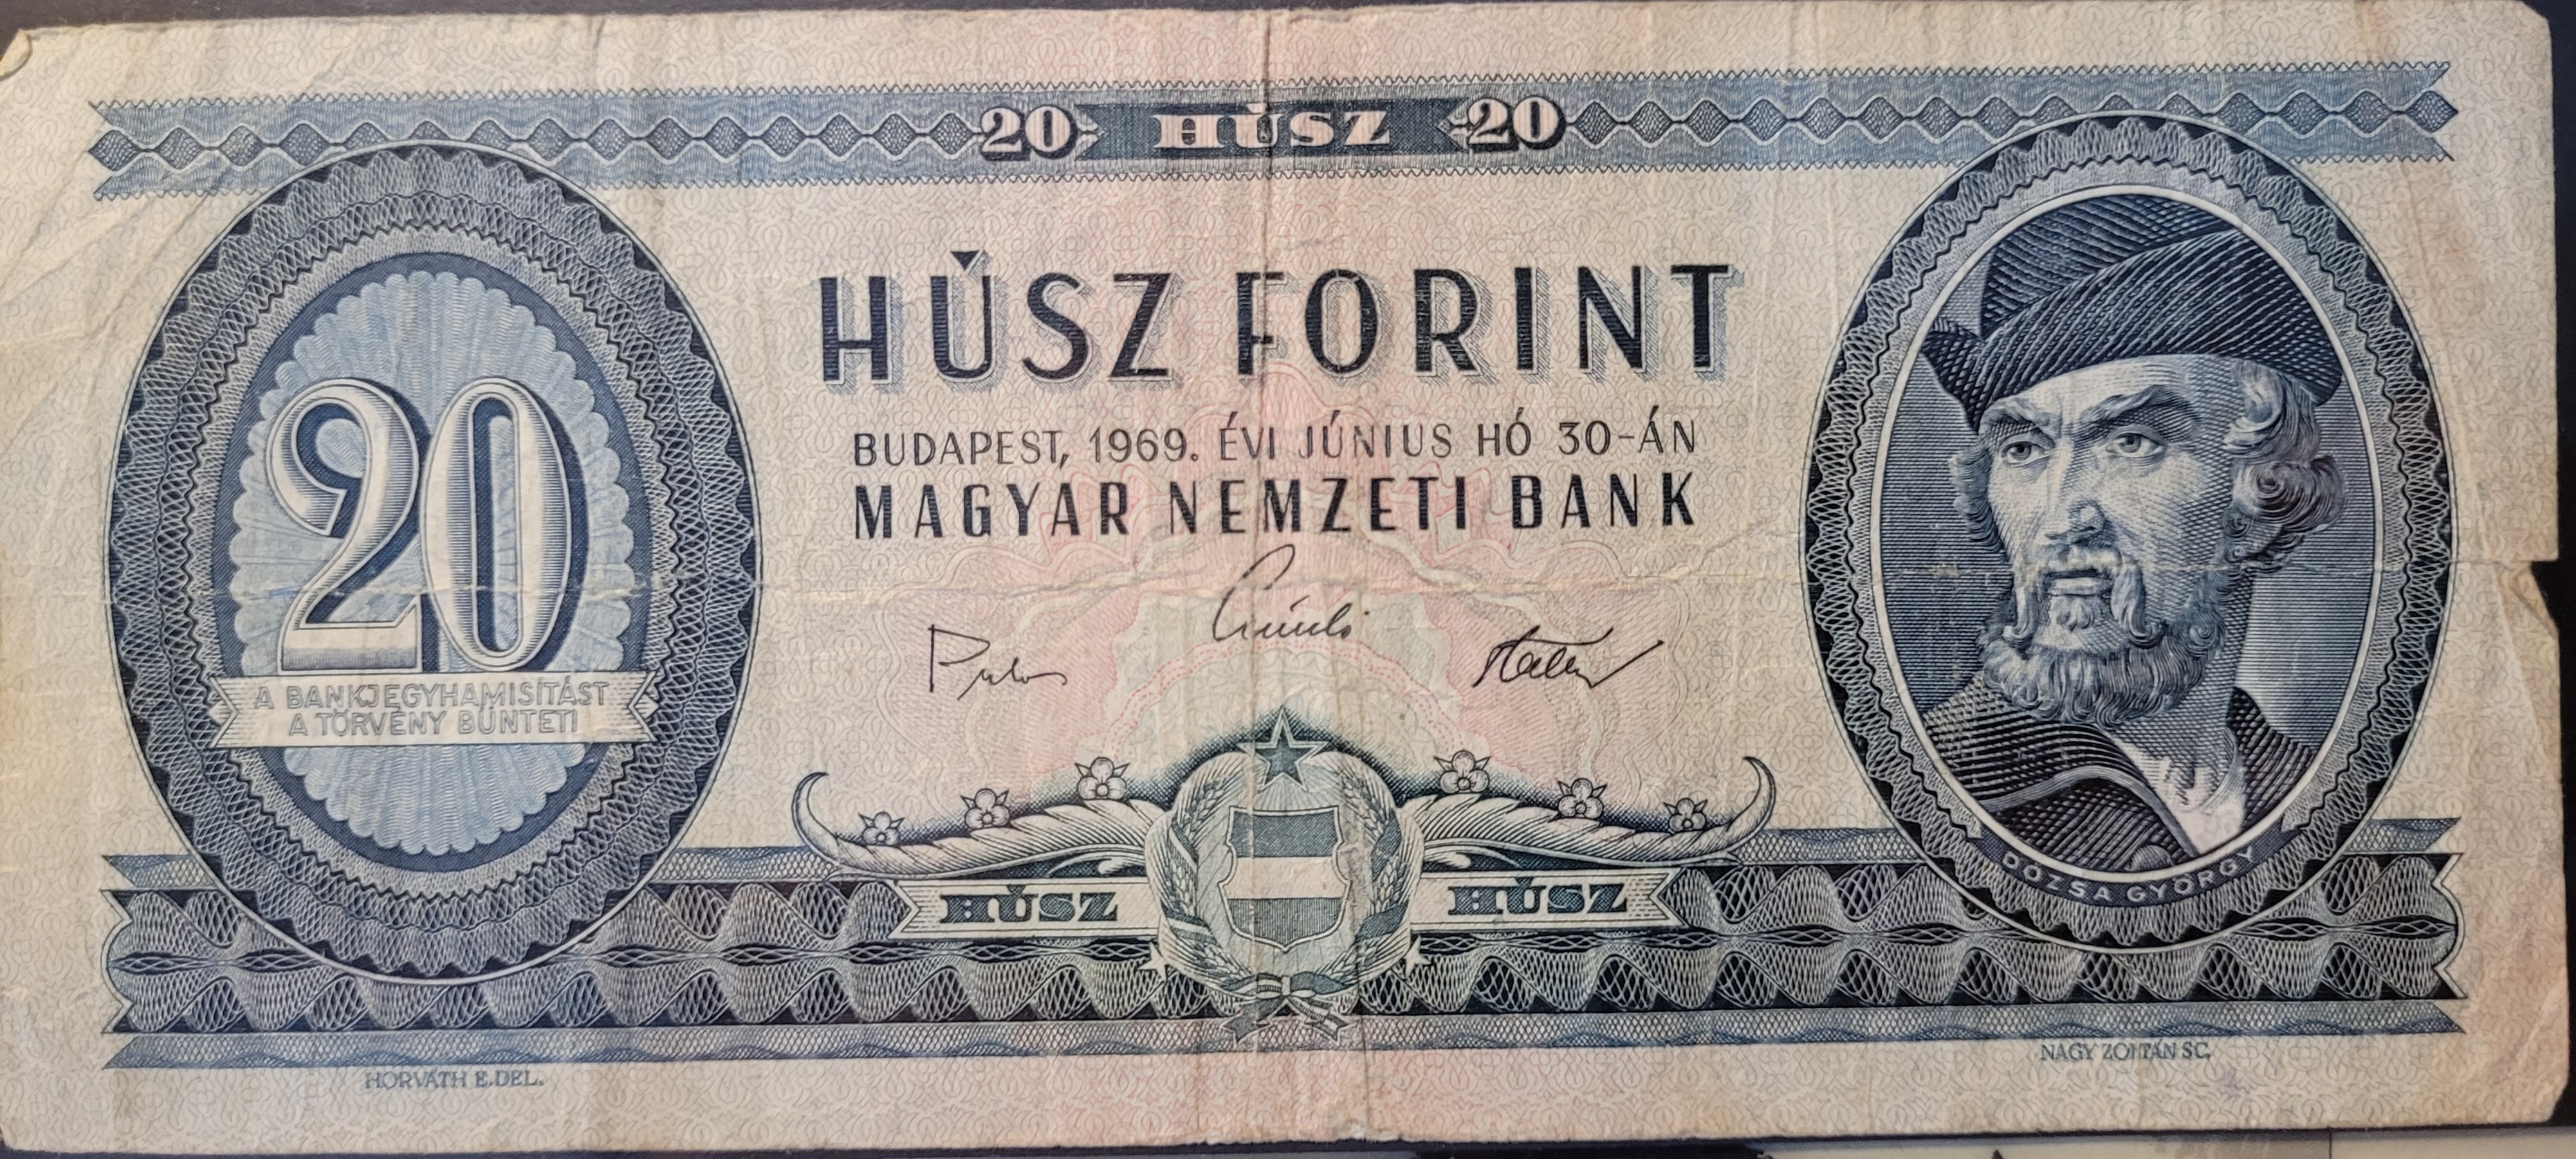 20 HÚSZ 20
HÚSZ FORINT
BUDAPEST, 1969. ÉVI JÚNIUS HÓ 30-ÁN
MAGYAR NEMZETI BANK
20
A BANKJEGYHAMISÍTÁST
A TÖRVÉNY BÜNTETI
HÚSZ HÚSZ
DÓZSA GYÖRGY
HORVÁTH E. DEL.
NAGY ZOLTÁN SC.